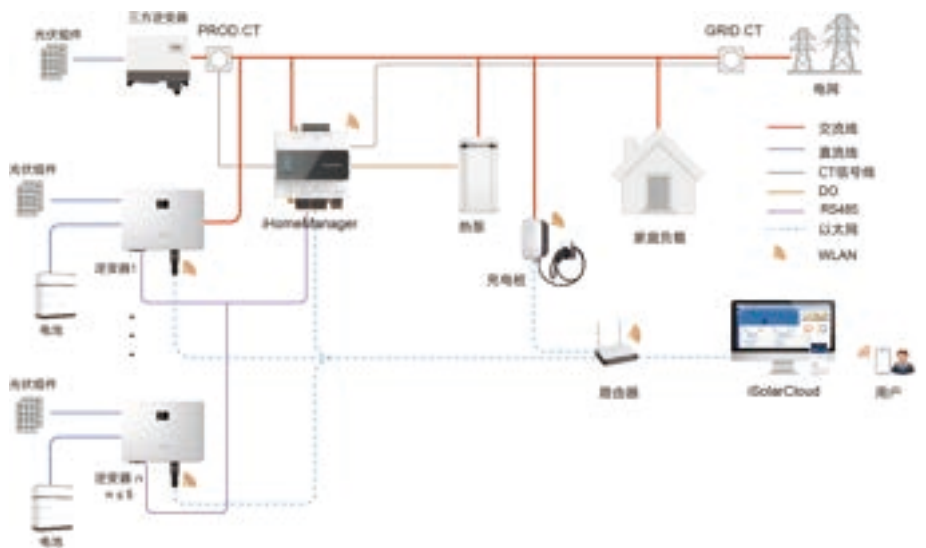 三方逆变器
PROD.CT
GRID.CT
光伏组件
电网
交流线
直流线
CT信号线
DO
RS485
以太网
WLAN
光伏组件
iHomeManager
热泵
家庭负载
逆变器1
充电桩
电池
光伏组件
路由器
iSolarCloud
用户
逆变器 n
n ≤ 5
电池